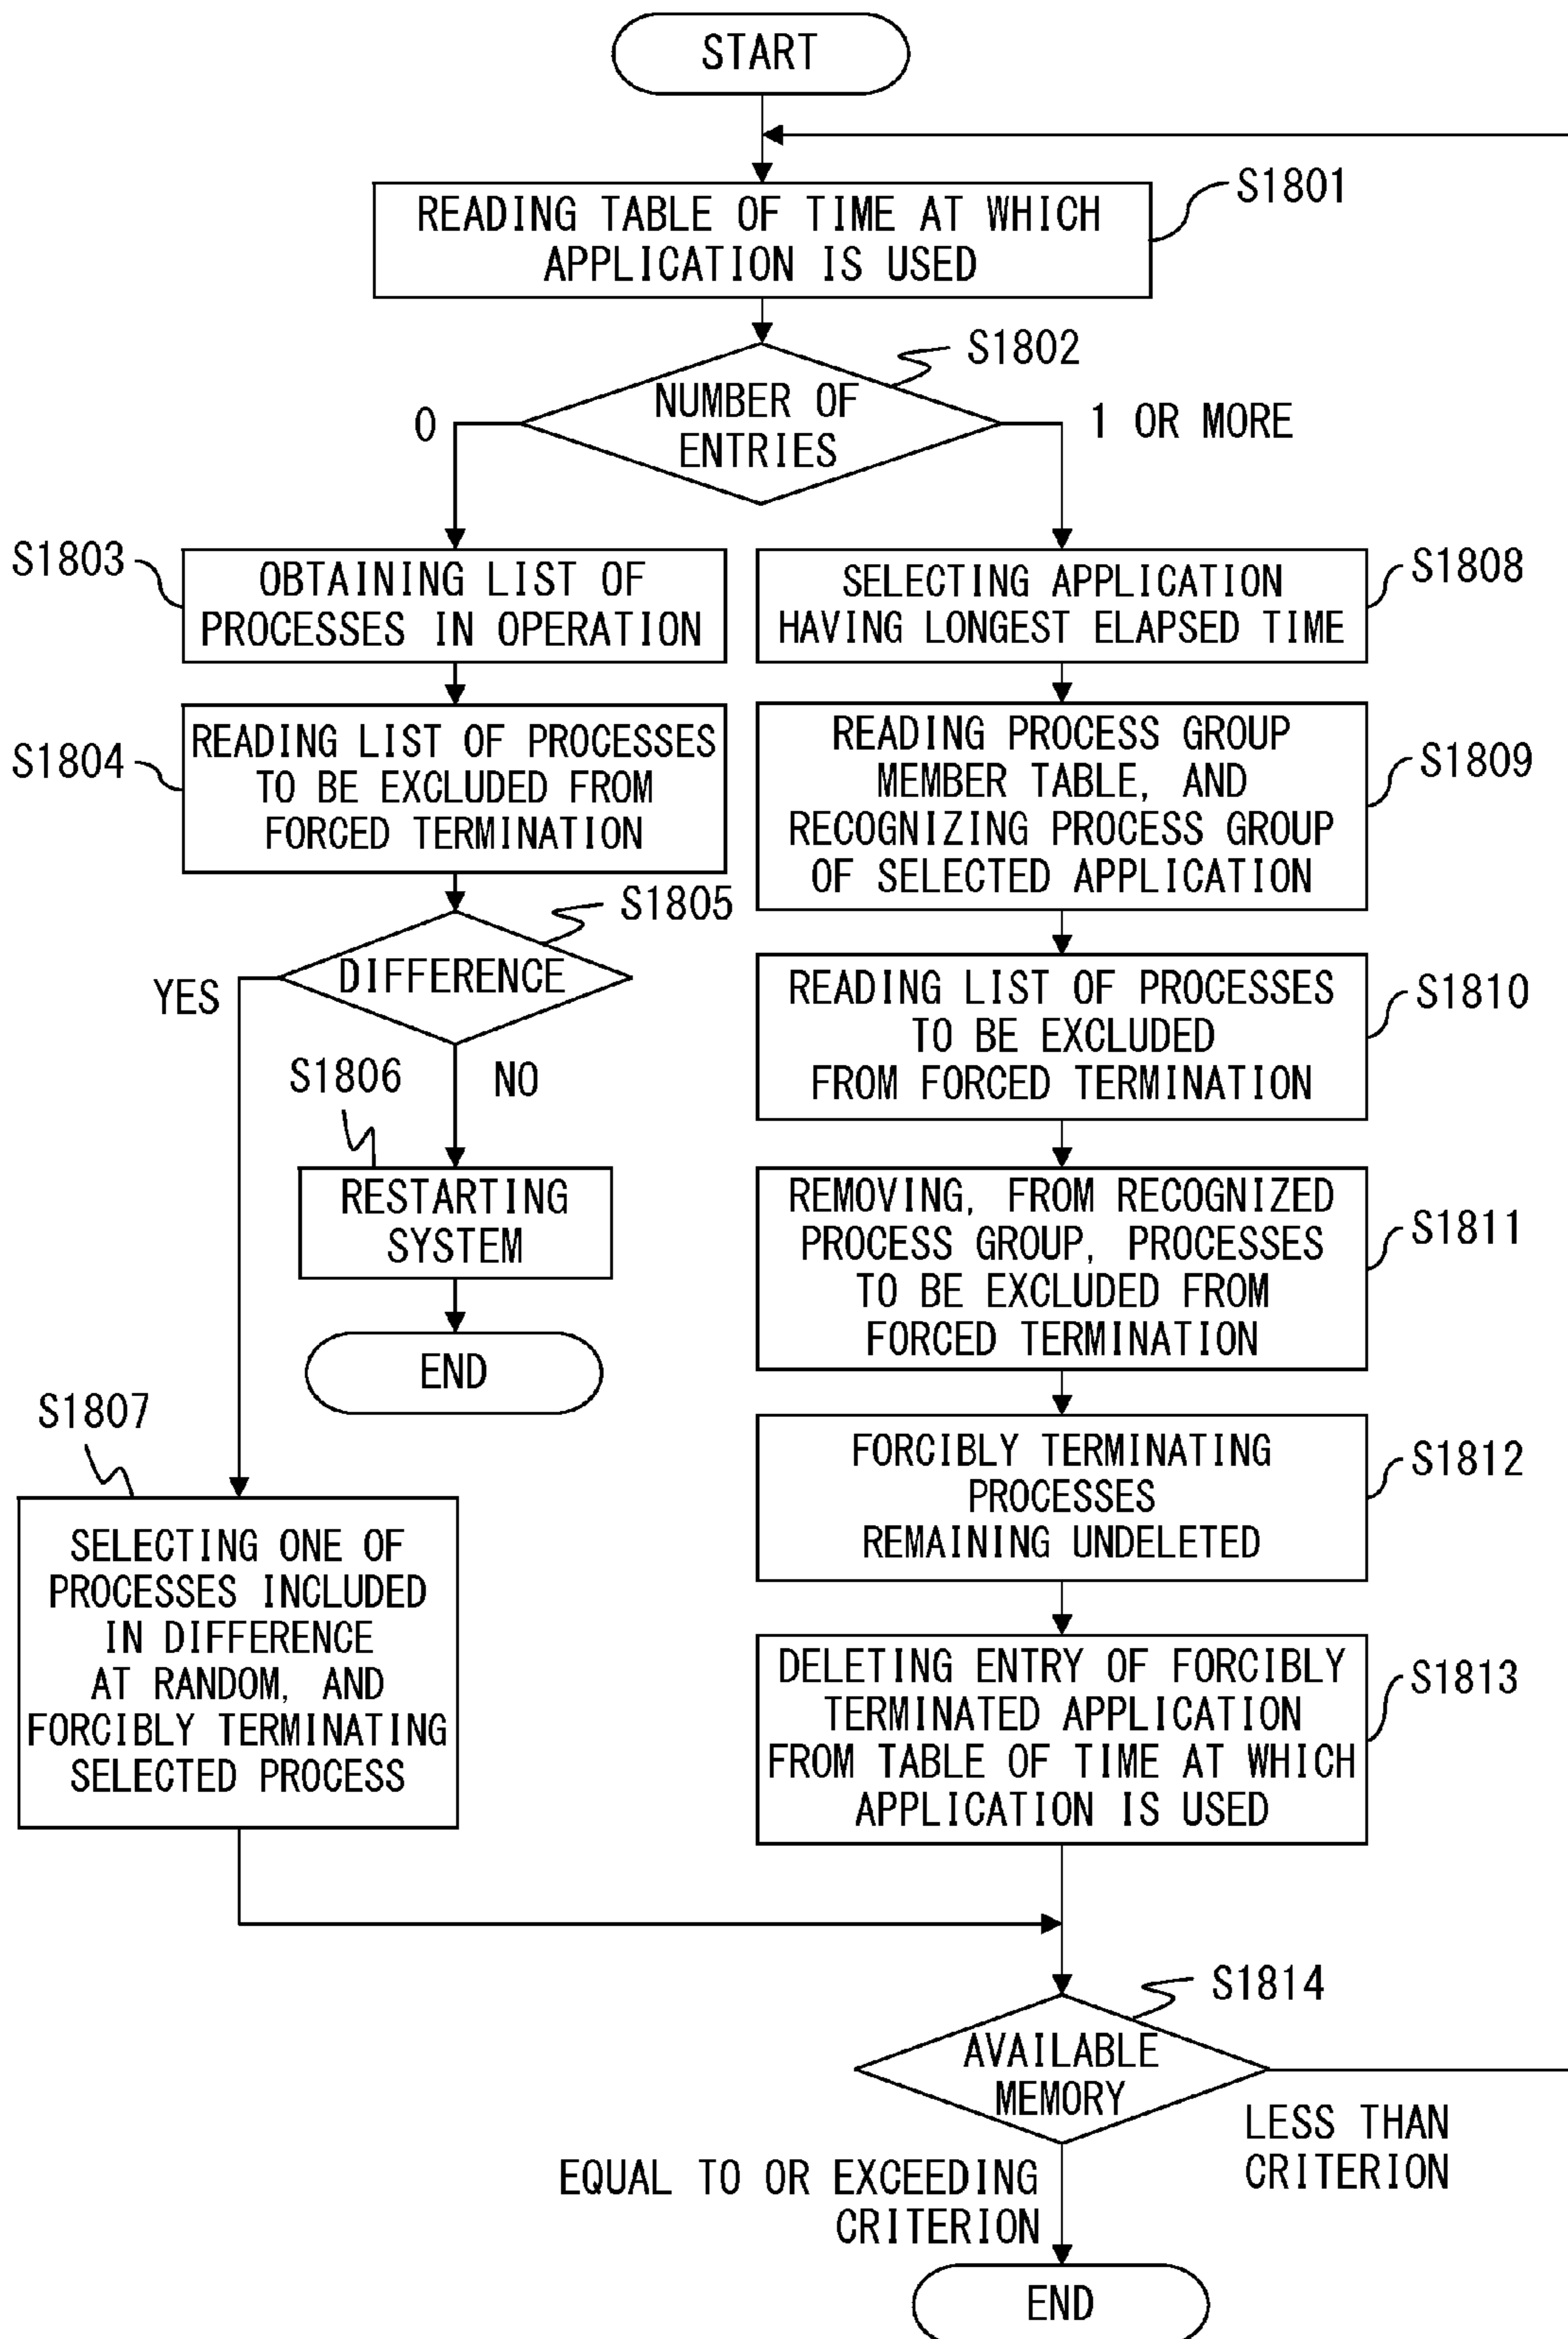 START
READING TABLE OF TIME AT WHICH
APPLICATION IS USED
S1801
NUMBER OF
ENTRIES
S1802
0
1 OR MORE
S1803
OBTAINING LIST OF
PROCESSES IN OPERATION
S1804
READING LIST OF PROCESSES
TO BE EXCLUDED FROM
FORCED TERMINATION
S1805
DIFFERENCE
YES
NO
S1806
RESTARTING
SYSTEM
END
S1807
SELECTING ONE OF
PROCESSES INCLUDED
IN DIFFERENCE
AT RANDOM, AND
FORCIBLY TERMINATING
SELECTED PROCESS
SELECTING APPLICATION
HAVING LONGEST ELAPSED TIME
S1808
READING PROCESS GROUP
MEMBER TABLE, AND
RECOGNIZING PROCESS GROUP
OF SELECTED APPLICATION
S1809
READING LIST OF PROCESSES
TO BE EXCLUDED
FROM FORCED TERMINATION
S1810
REMOVING, FROM RECOGNIZED
PROCESS GROUP, PROCESSES
TO BE EXCLUDED FROM
FORCED TERMINATION
S1811
FORCIBLY TERMINATING
PROCESSES
REMAINING UNDELETED
S1812
DELETING ENTRY OF FORCIBLY
TERMINATED APPLICATION
FROM TABLE OF TIME AT WHICH
APPLICATION IS USED
S1813
S1814
AVAILABLE
MEMORY
LESS THAN
CRITERION
EQUAL TO OR EXCEEDING
CRITERION
END